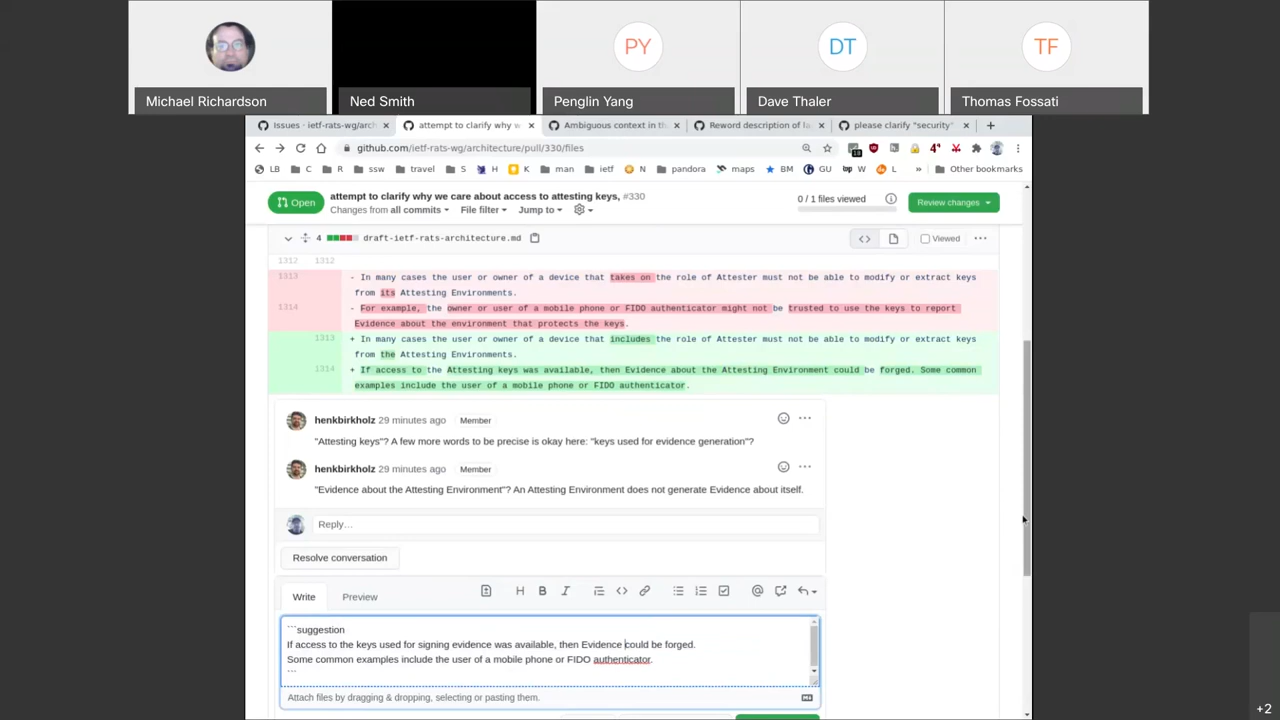 PY
DT
TF
Michael Richardson
Ned Smith
Penglin Yang
Dave Thaler
Thomas Fossati
Issues · ietf-rats-wg/arch
attempt to clarify why w
Ambiguous context in th
Reword description of la
please clarify "security"
github.com/ietf-rats-wg/architecture/pull/330/files
LB
C
R
ssw
travel
S
H
K
man
ietf
N
pandora
maps
BM
GU
W
L
»
Other bookmarks
Open
attempt to clarify why we care about access to attesting keys, #330
Changes from all commits
File filter
Jump to
0 / 1 files viewed
Review changes
4
draft-ietf-rats-architecture.md
Viewed
1312 1312
1313 - In many cases the user or owner of a device that takes on the role of Attester must not be able to modify or extract keys
from its Attesting Environments.
1314 - For example, the owner or user of a mobile phone or FIDO authenticator might not be trusted to use the keys to report
Evidence about the environment that protects the keys.
1313 + In many cases the user or owner of a device that includes the role of Attester must not be able to modify or extract keys
from the Attesting Environments.
1314 + If access to the Attesting keys was available, then Evidence about the Attesting Environment could be forged. Some common
examples include the user of a mobile phone or FIDO authenticator.
henkbirkholz 29 minutes ago Member
"Attesting keys"? A few more words to be precise is okay here: "keys used for evidence generation"?
henkbirkholz 29 minutes ago Member
"Evidence about the Attesting Environment"? An Attesting Environment does not generate Evidence about itself.
Reply…
Resolve conversation
Write
Preview
```suggestion
If access to the keys used for signing evidence was available, then Evidence could be forged.
Some common examples include the user of a mobile phone or FIDO authenticator.
```
Attach files by dragging & dropping, selecting or pasting them.
+2